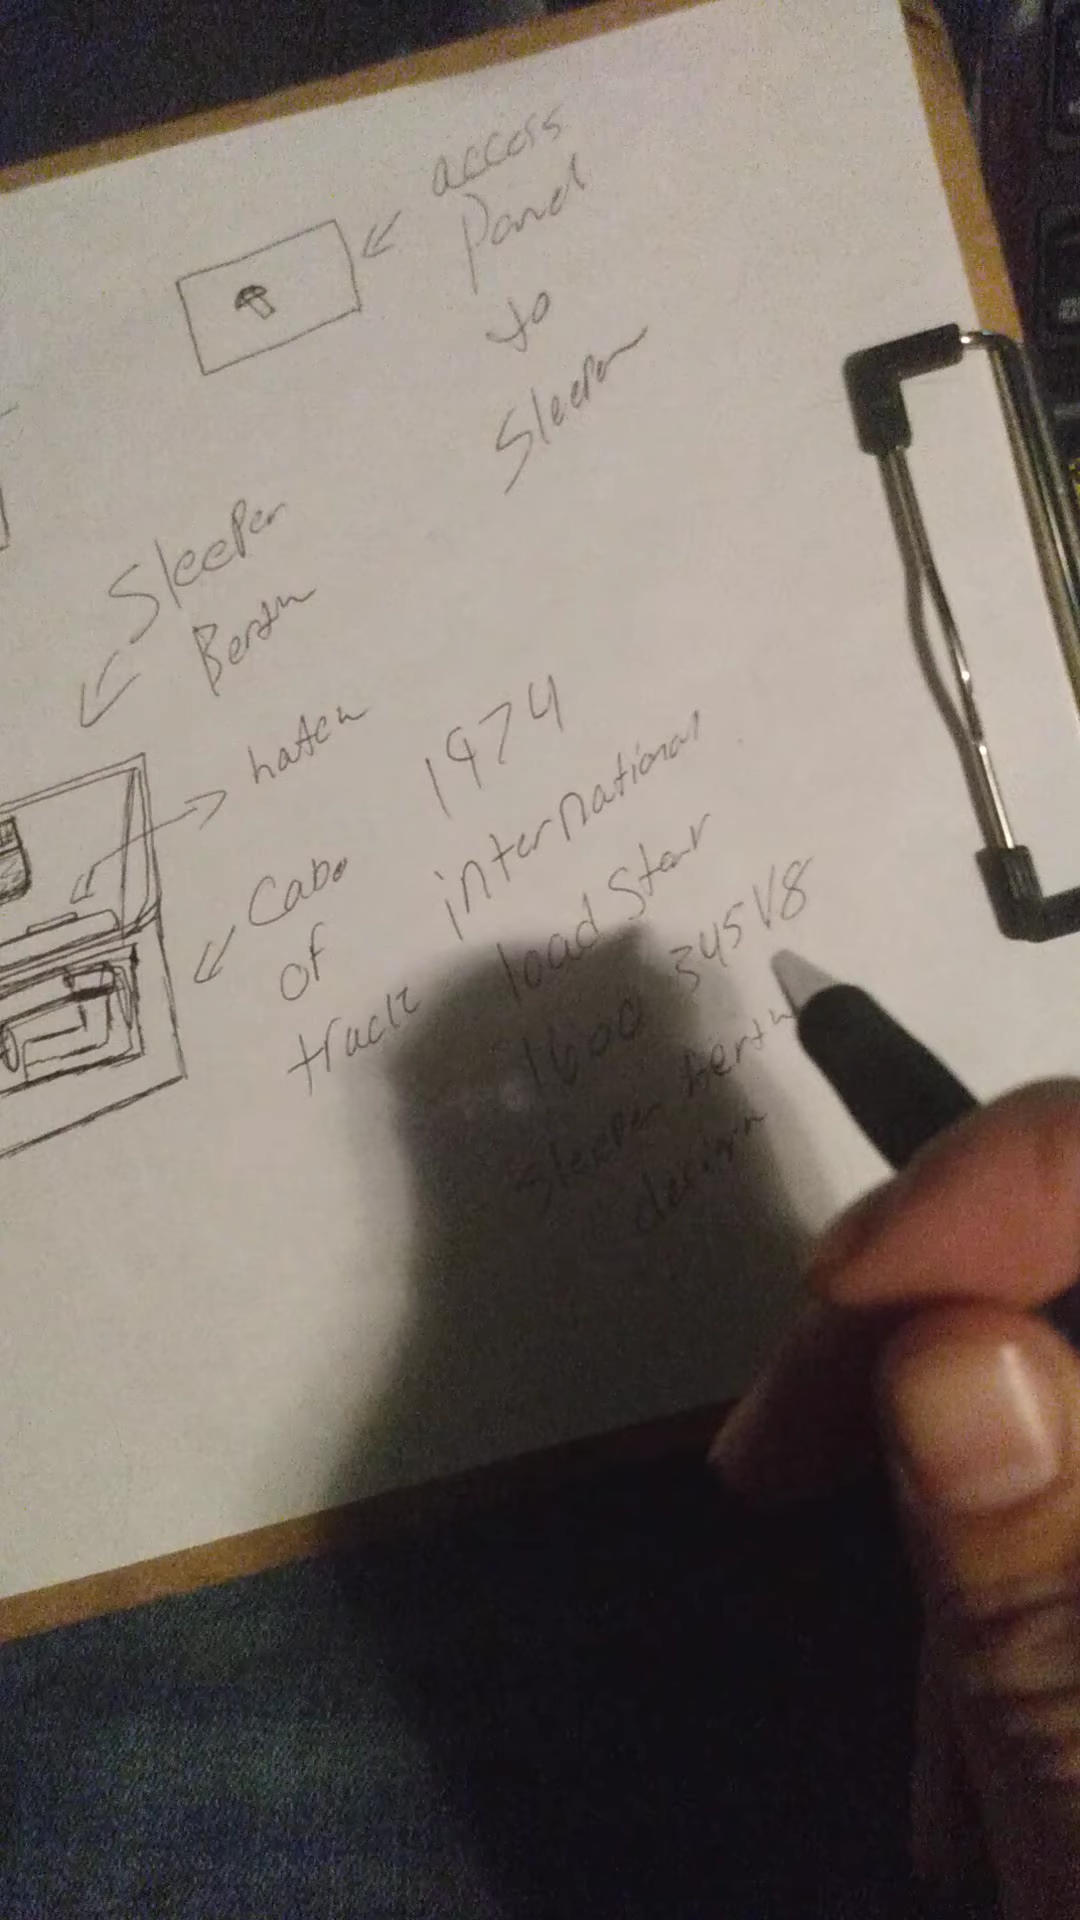 access
Panel
to
Sleeper
Sleeper
Berth
hatch
Cab
of
truck
1974
international
load Star
1600 345 V8
Sleeper berth
design